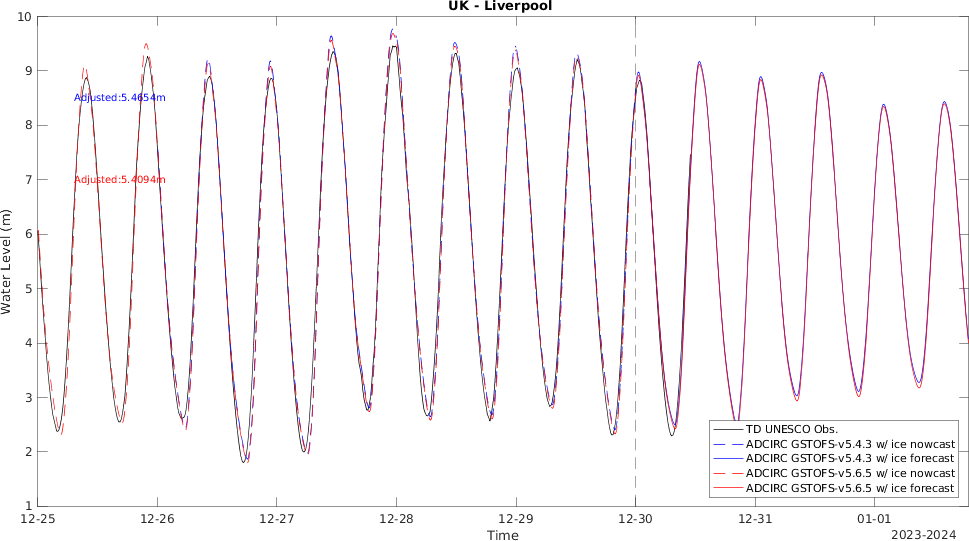 UK - Liverpool
10
9
8
7
6
5
4
3
2
1
Water Level (m)
Adjusted:5.4654m
Adjusted:5.4094m
TD UNESCO Obs.
ADCIRC GSTOFS-v5.4.3 w/ ice nowcast
ADCIRC GSTOFS-v5.4.3 w/ ice forecast
ADCIRC GSTOFS-v5.6.5 w/ ice nowcast
ADCIRC GSTOFS-v5.6.5 w/ ice forecast
12-25 12-26 12-27 12-28 12-29 12-30 12-31 01-01
Time
2023-2024